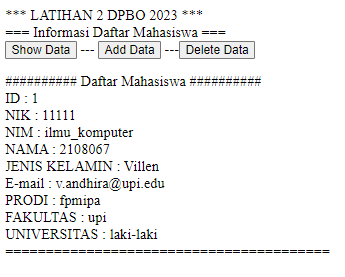 *** LATIHAN 2 DPBO 2023 ***
=== Informasi Daftar Mahasiswa ===
Show Data --- Add Data ---Delete Data
########## Daftar Mahasiswa ##########
ID : 1
NIK : 11111
NIM : ilmu_komputer
NAMA : 2108067
JENIS KELAMIN : Villen
E-mail : v.andhira@upi.edu
PRODI : fpmipa
FAKULTAS : upi
UNIVERSITAS : laki-laki
========================================